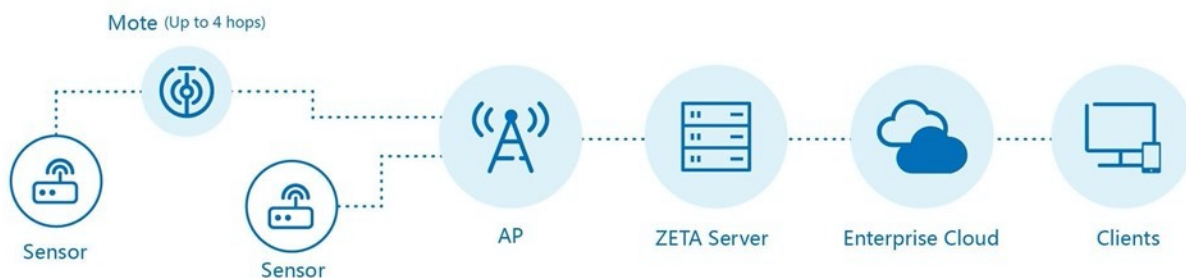 Mote (Up to 4 hops)
Sensor
Sensor
AP
ZETA Server
Enterprise Cloud
Clients